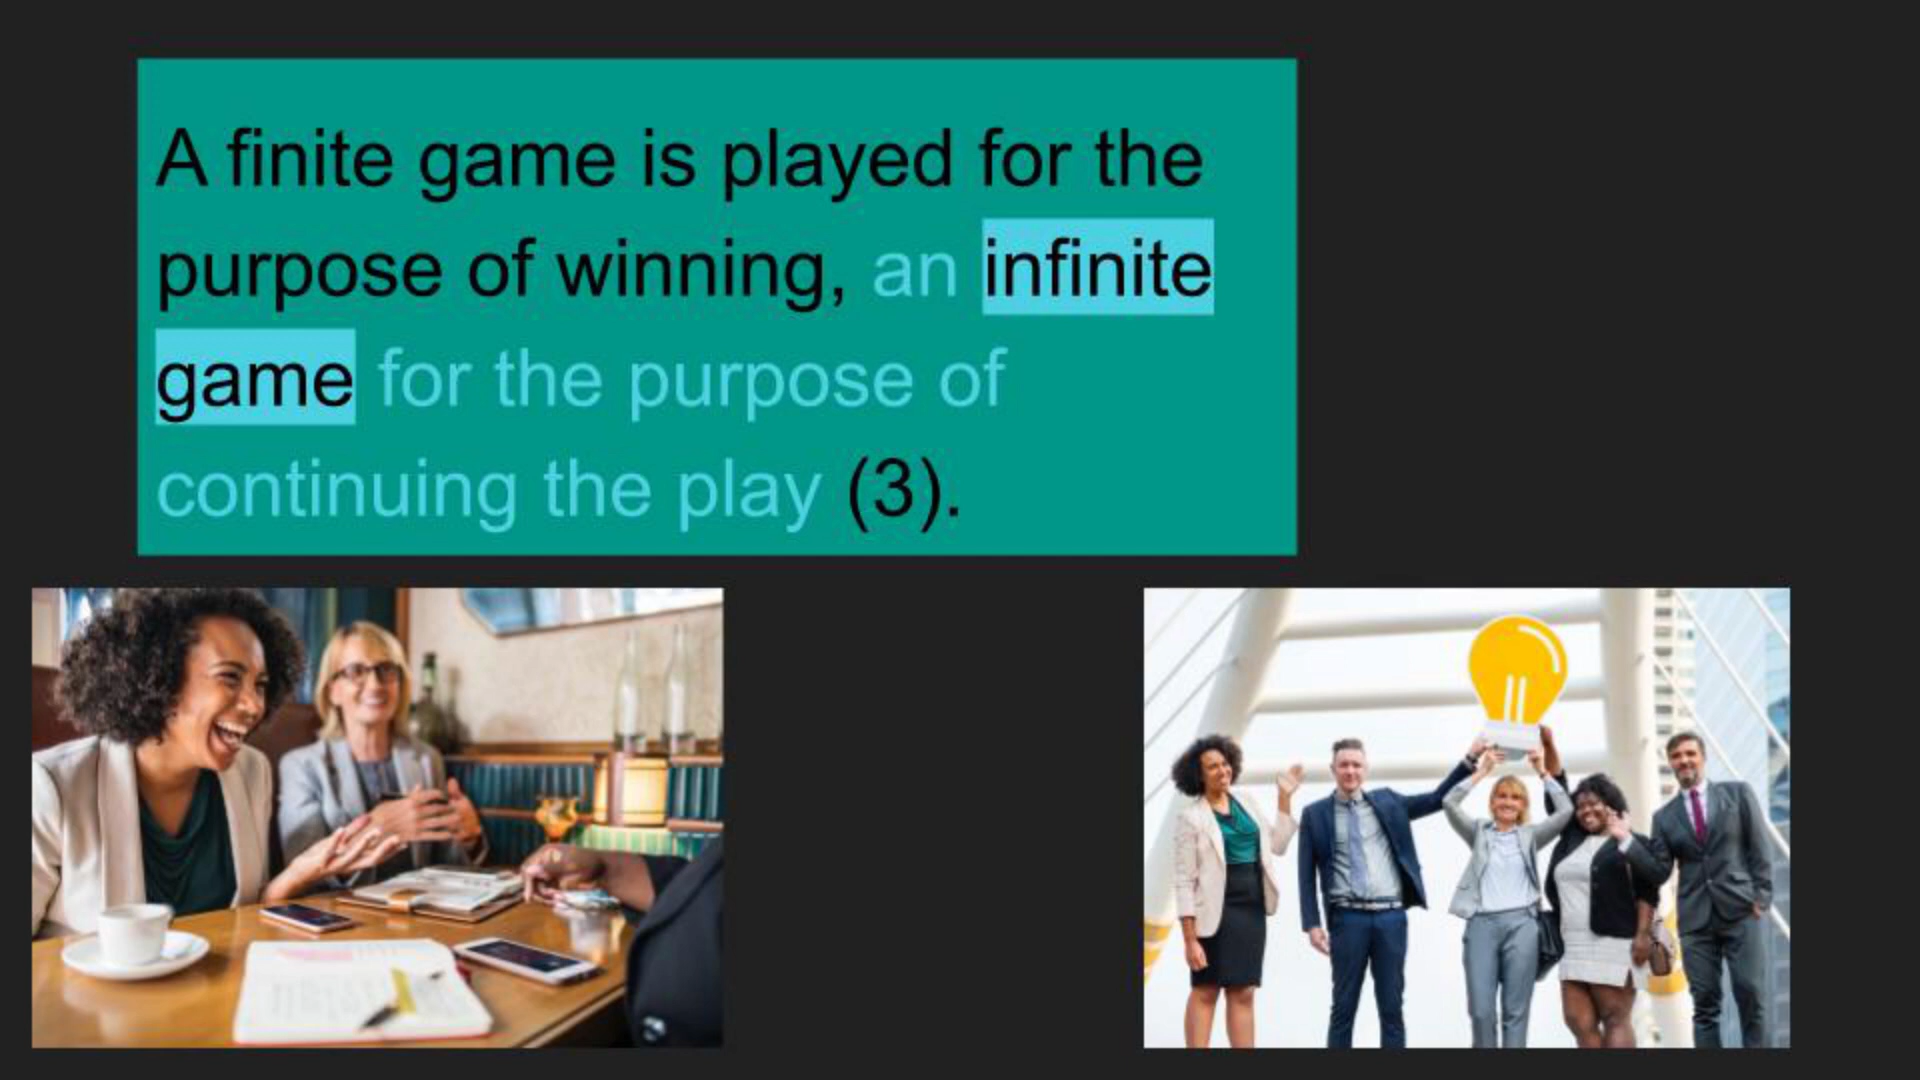 A finite game is played for the
purpose of winning, an infinite
game for the purpose of
continuing the play (3).